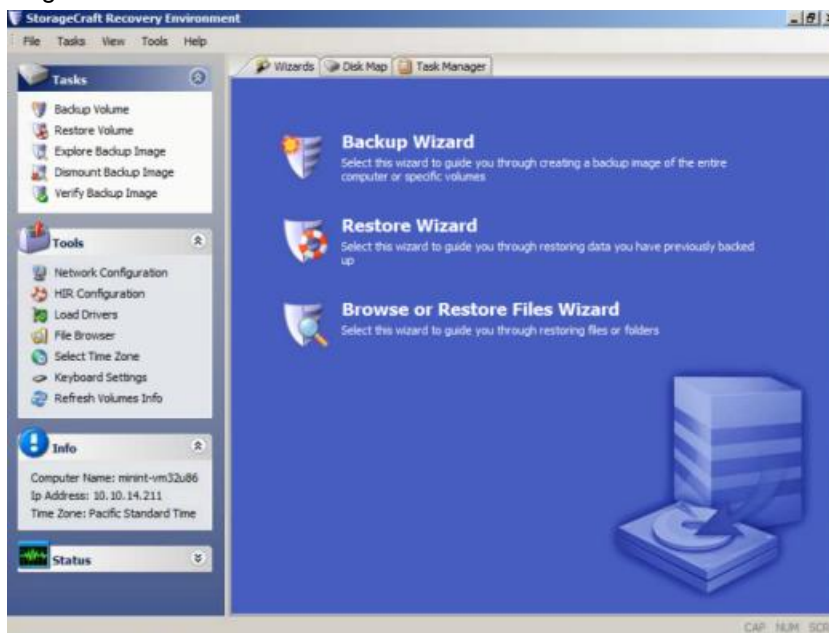 StorageCraft Recovery Environment
File Tasks View Tools Help
Wizards Disk Map Task Manager
Tasks
Backup Volume
Restore Volume
Explore Backup Image
Dismount Backup Image
Verify Backup Image
Tools
Network Configuration
HIR Configuration
Load Drivers
File Browser
Select Time Zone
Keyboard Settings
Refresh Volumes Info
Info
Computer Name: minint-vm32u86
Ip Address: 10.10.14.211
Time Zone: Pacific Standard Time
Status
Backup Wizard
Select this wizard to guide you through creating a backup image of the entire
computer or specific volumes
Restore Wizard
Select this wizard to guide you through restoring data you have previously backed
up
Browse or Restore Files Wizard
Select this wizard to guide you through restoring files or folders
CAP NUM SCR